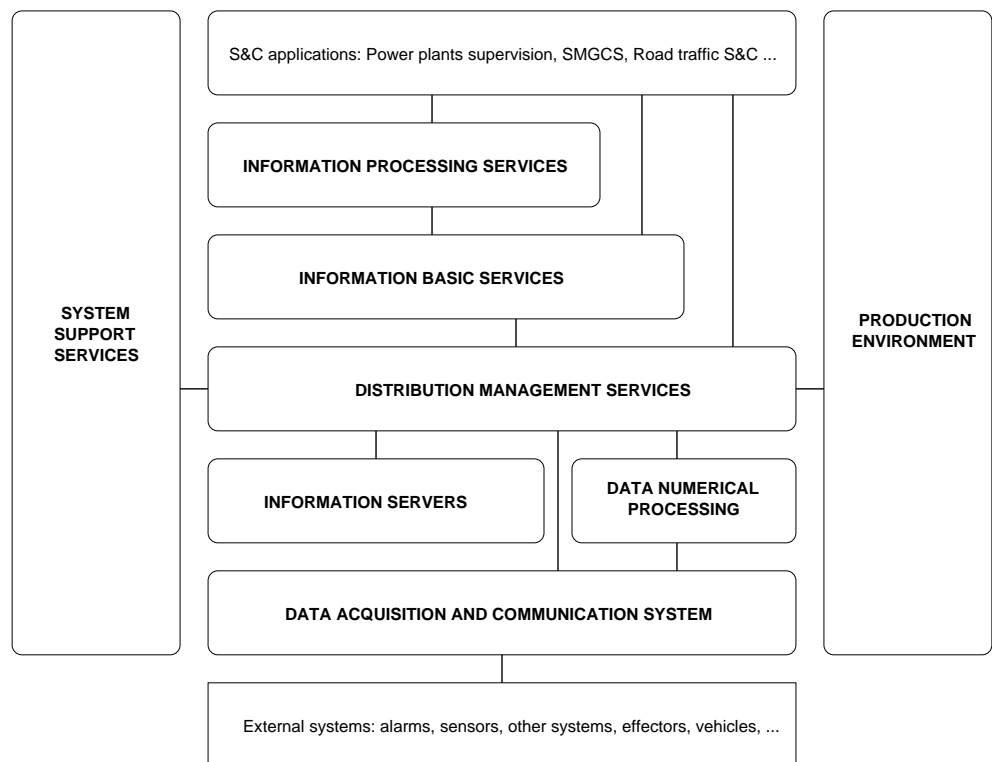 S&C applications: Power plants supervision, SMGCS, Road traffic S&C ...
INFORMATION PROCESSING SERVICES
INFORMATION BASIC SERVICES
SYSTEM
SUPPORT
SERVICES
PRODUCTION
ENVIRONMENT
DISTRIBUTION MANAGEMENT SERVICES
INFORMATION SERVERS
DATA NUMERICAL
PROCESSING
DATA ACQUISITION AND COMMUNICATION SYSTEM
External systems: alarms, sensors, other systems, effectors, vehicles, ...